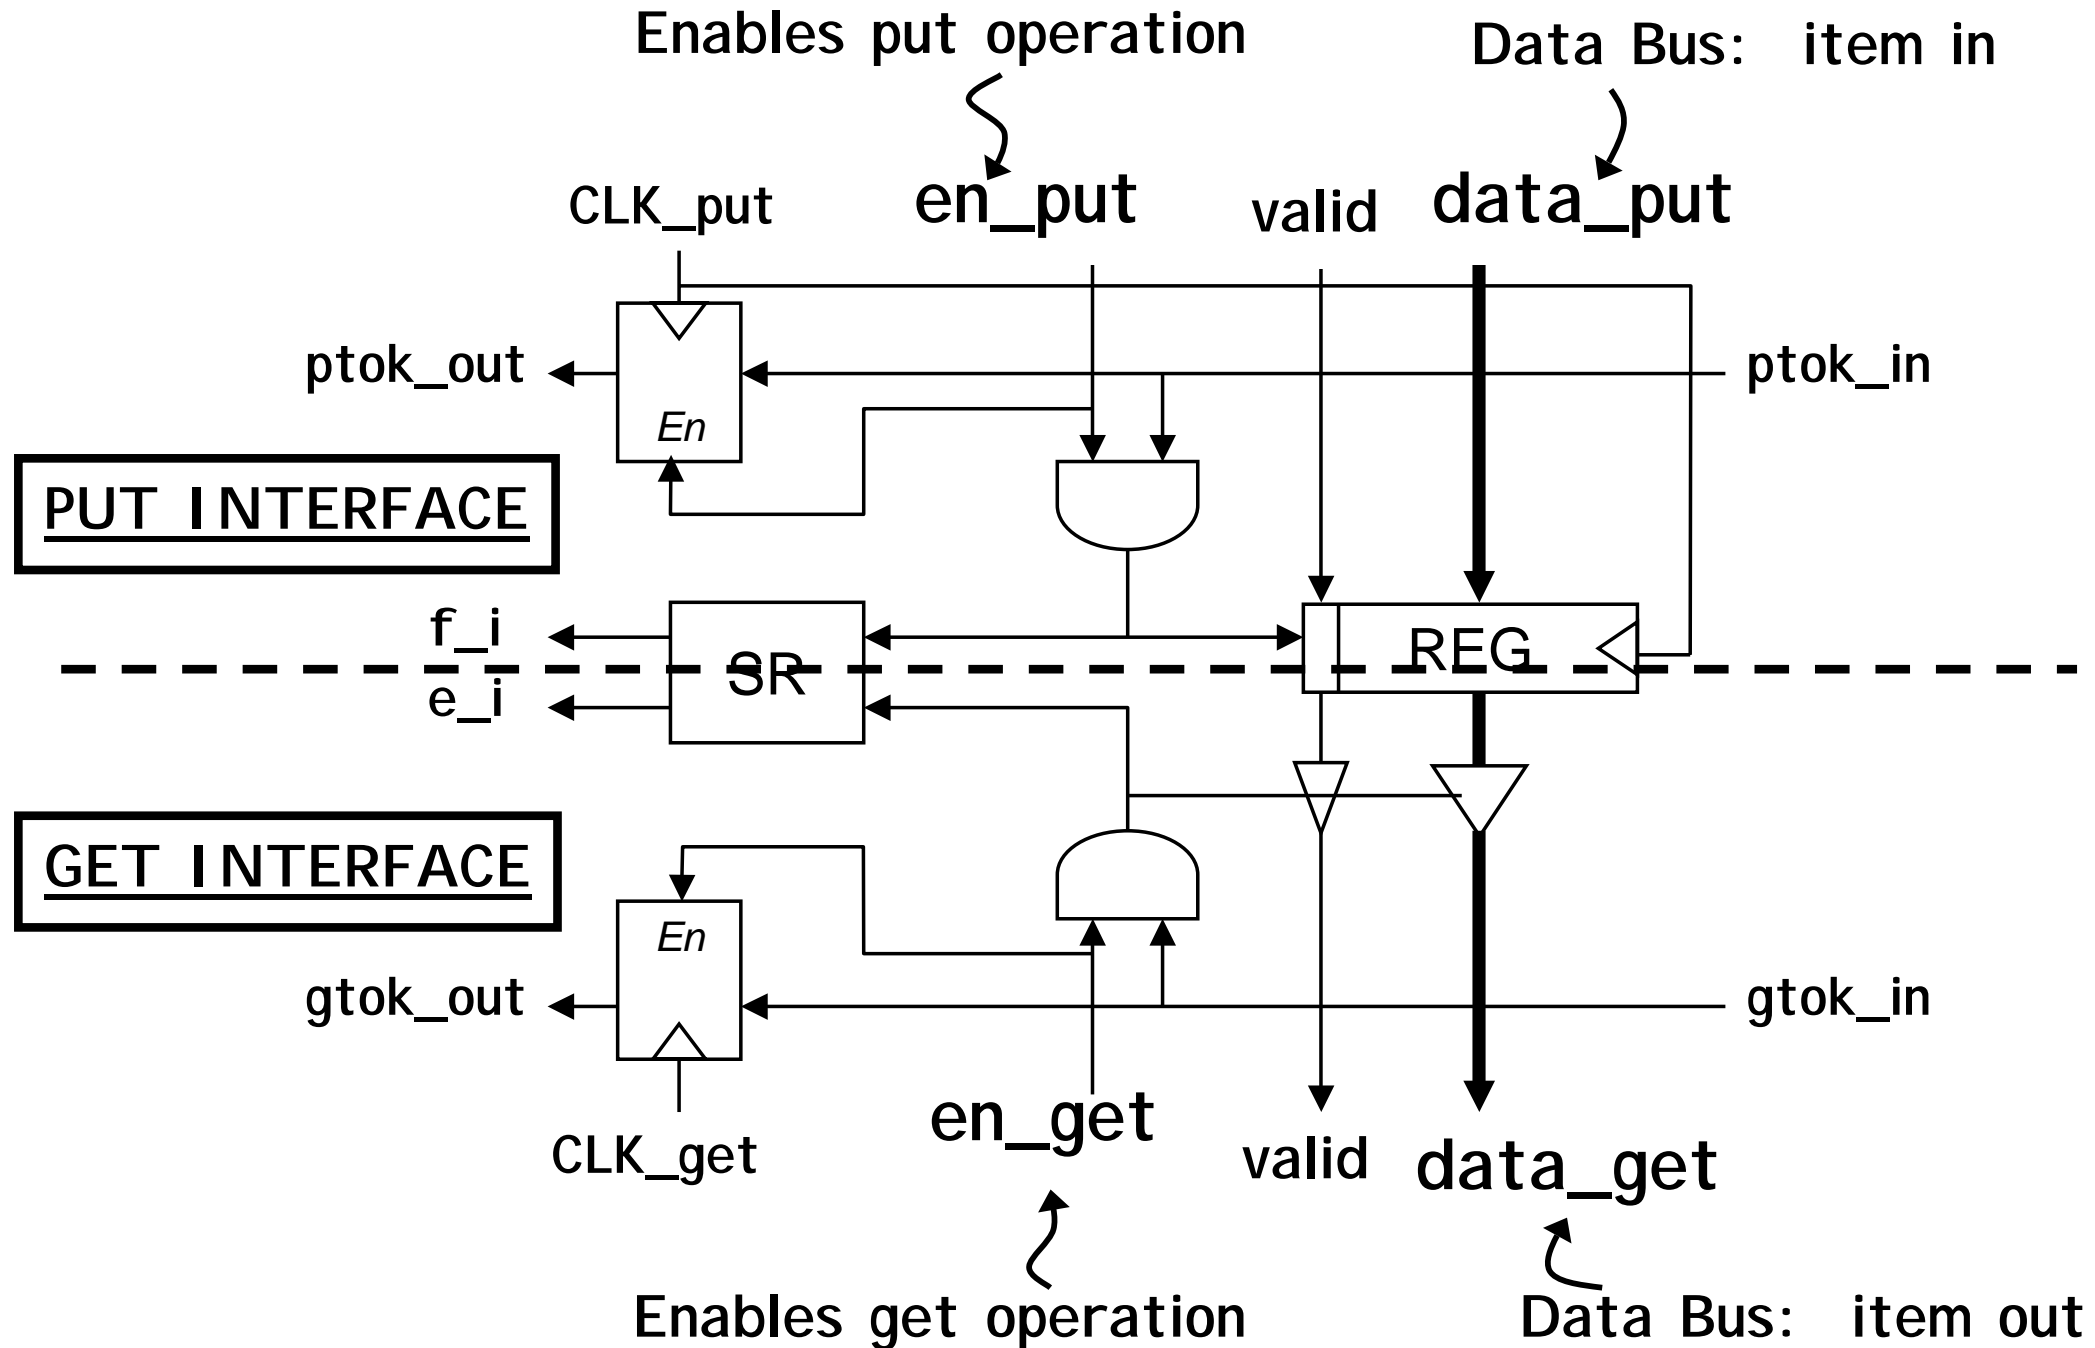 Enables put operation
Data Bus: item in
CLK_put
en_put
valid
data_put
ptok_out
ptok_in
En
PUT INTERFACE
f_i
SR
REG
e_i
GET INTERFACE
En
gtok_out
gtok_in
CLK_get
en_get
valid
data_get
Enables get operation
Data Bus: item out